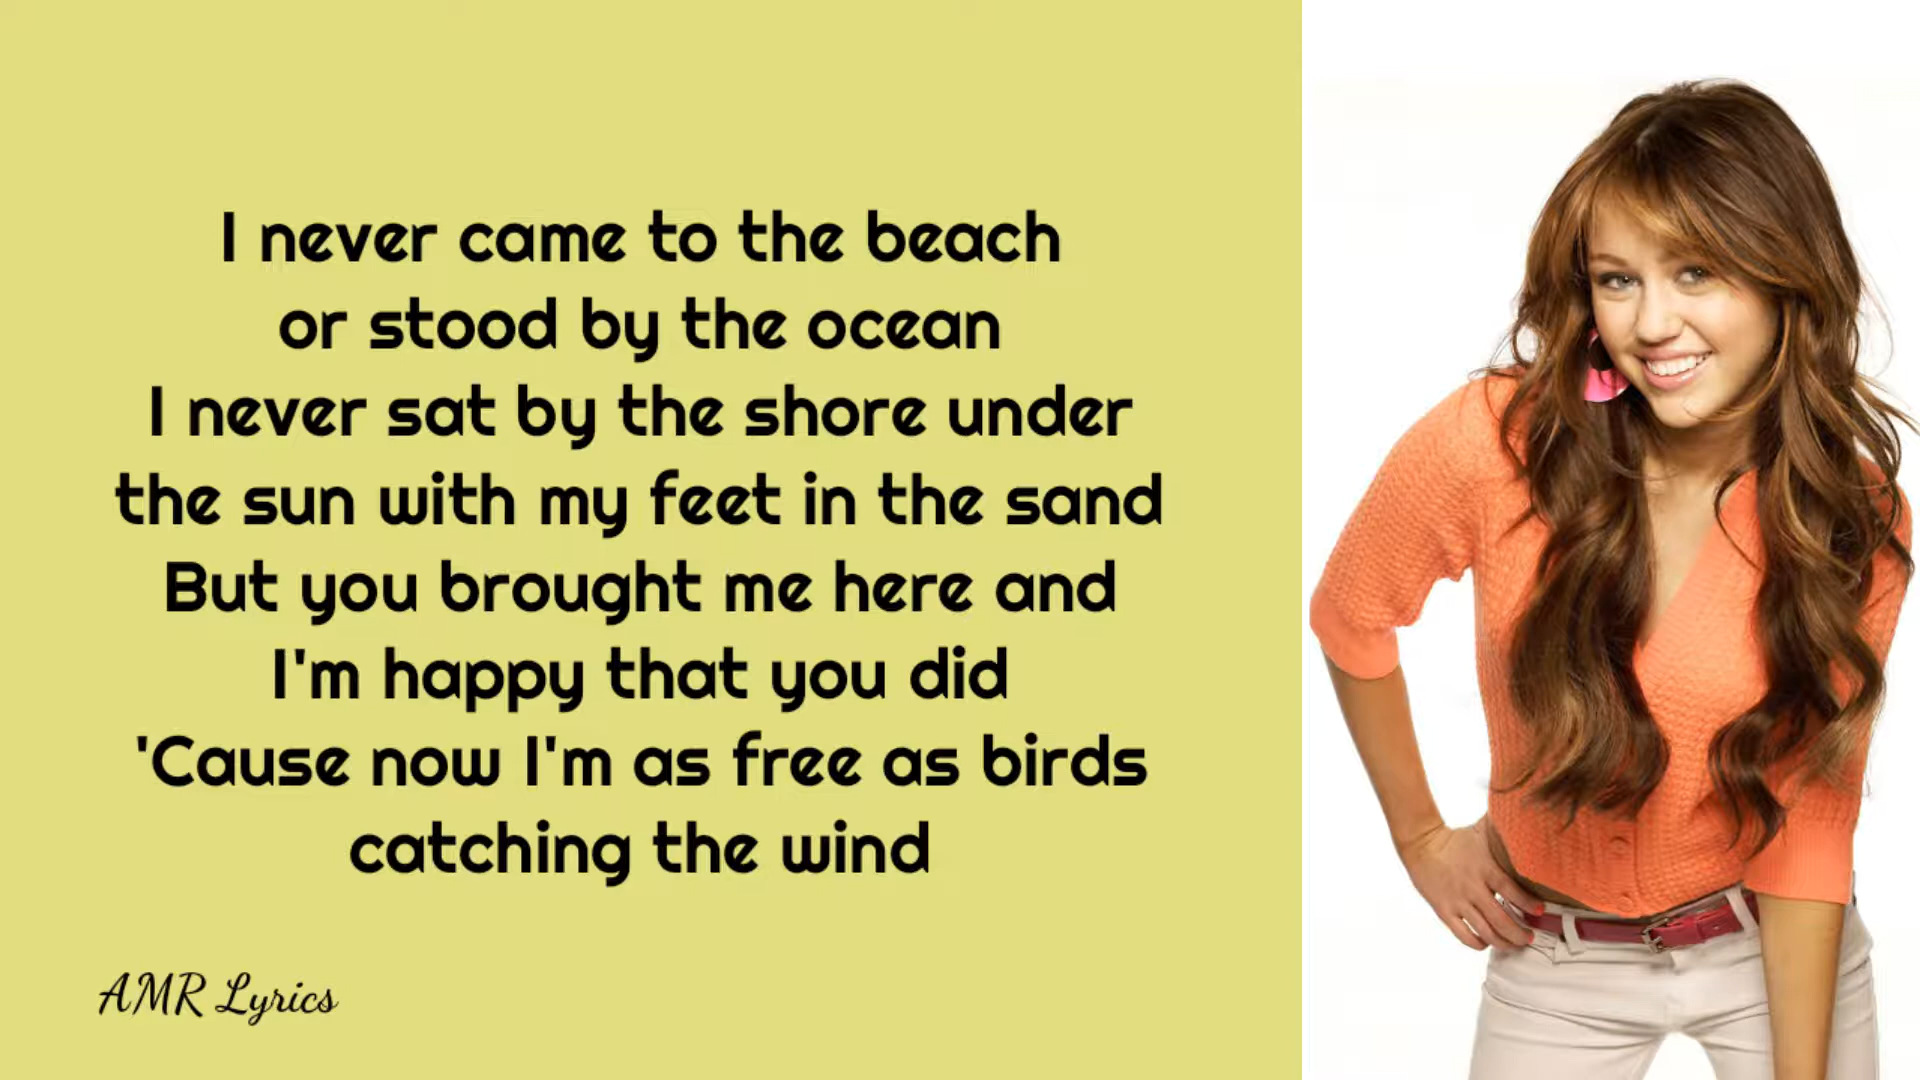 I never came to the beach
or stood by the ocean
I never sat by the shore under
the sun with my feet in the sand
But you brought me here and
I'm happy that you did
'Cause now I'm as free as birds
catching the wind
AMR Lyrics